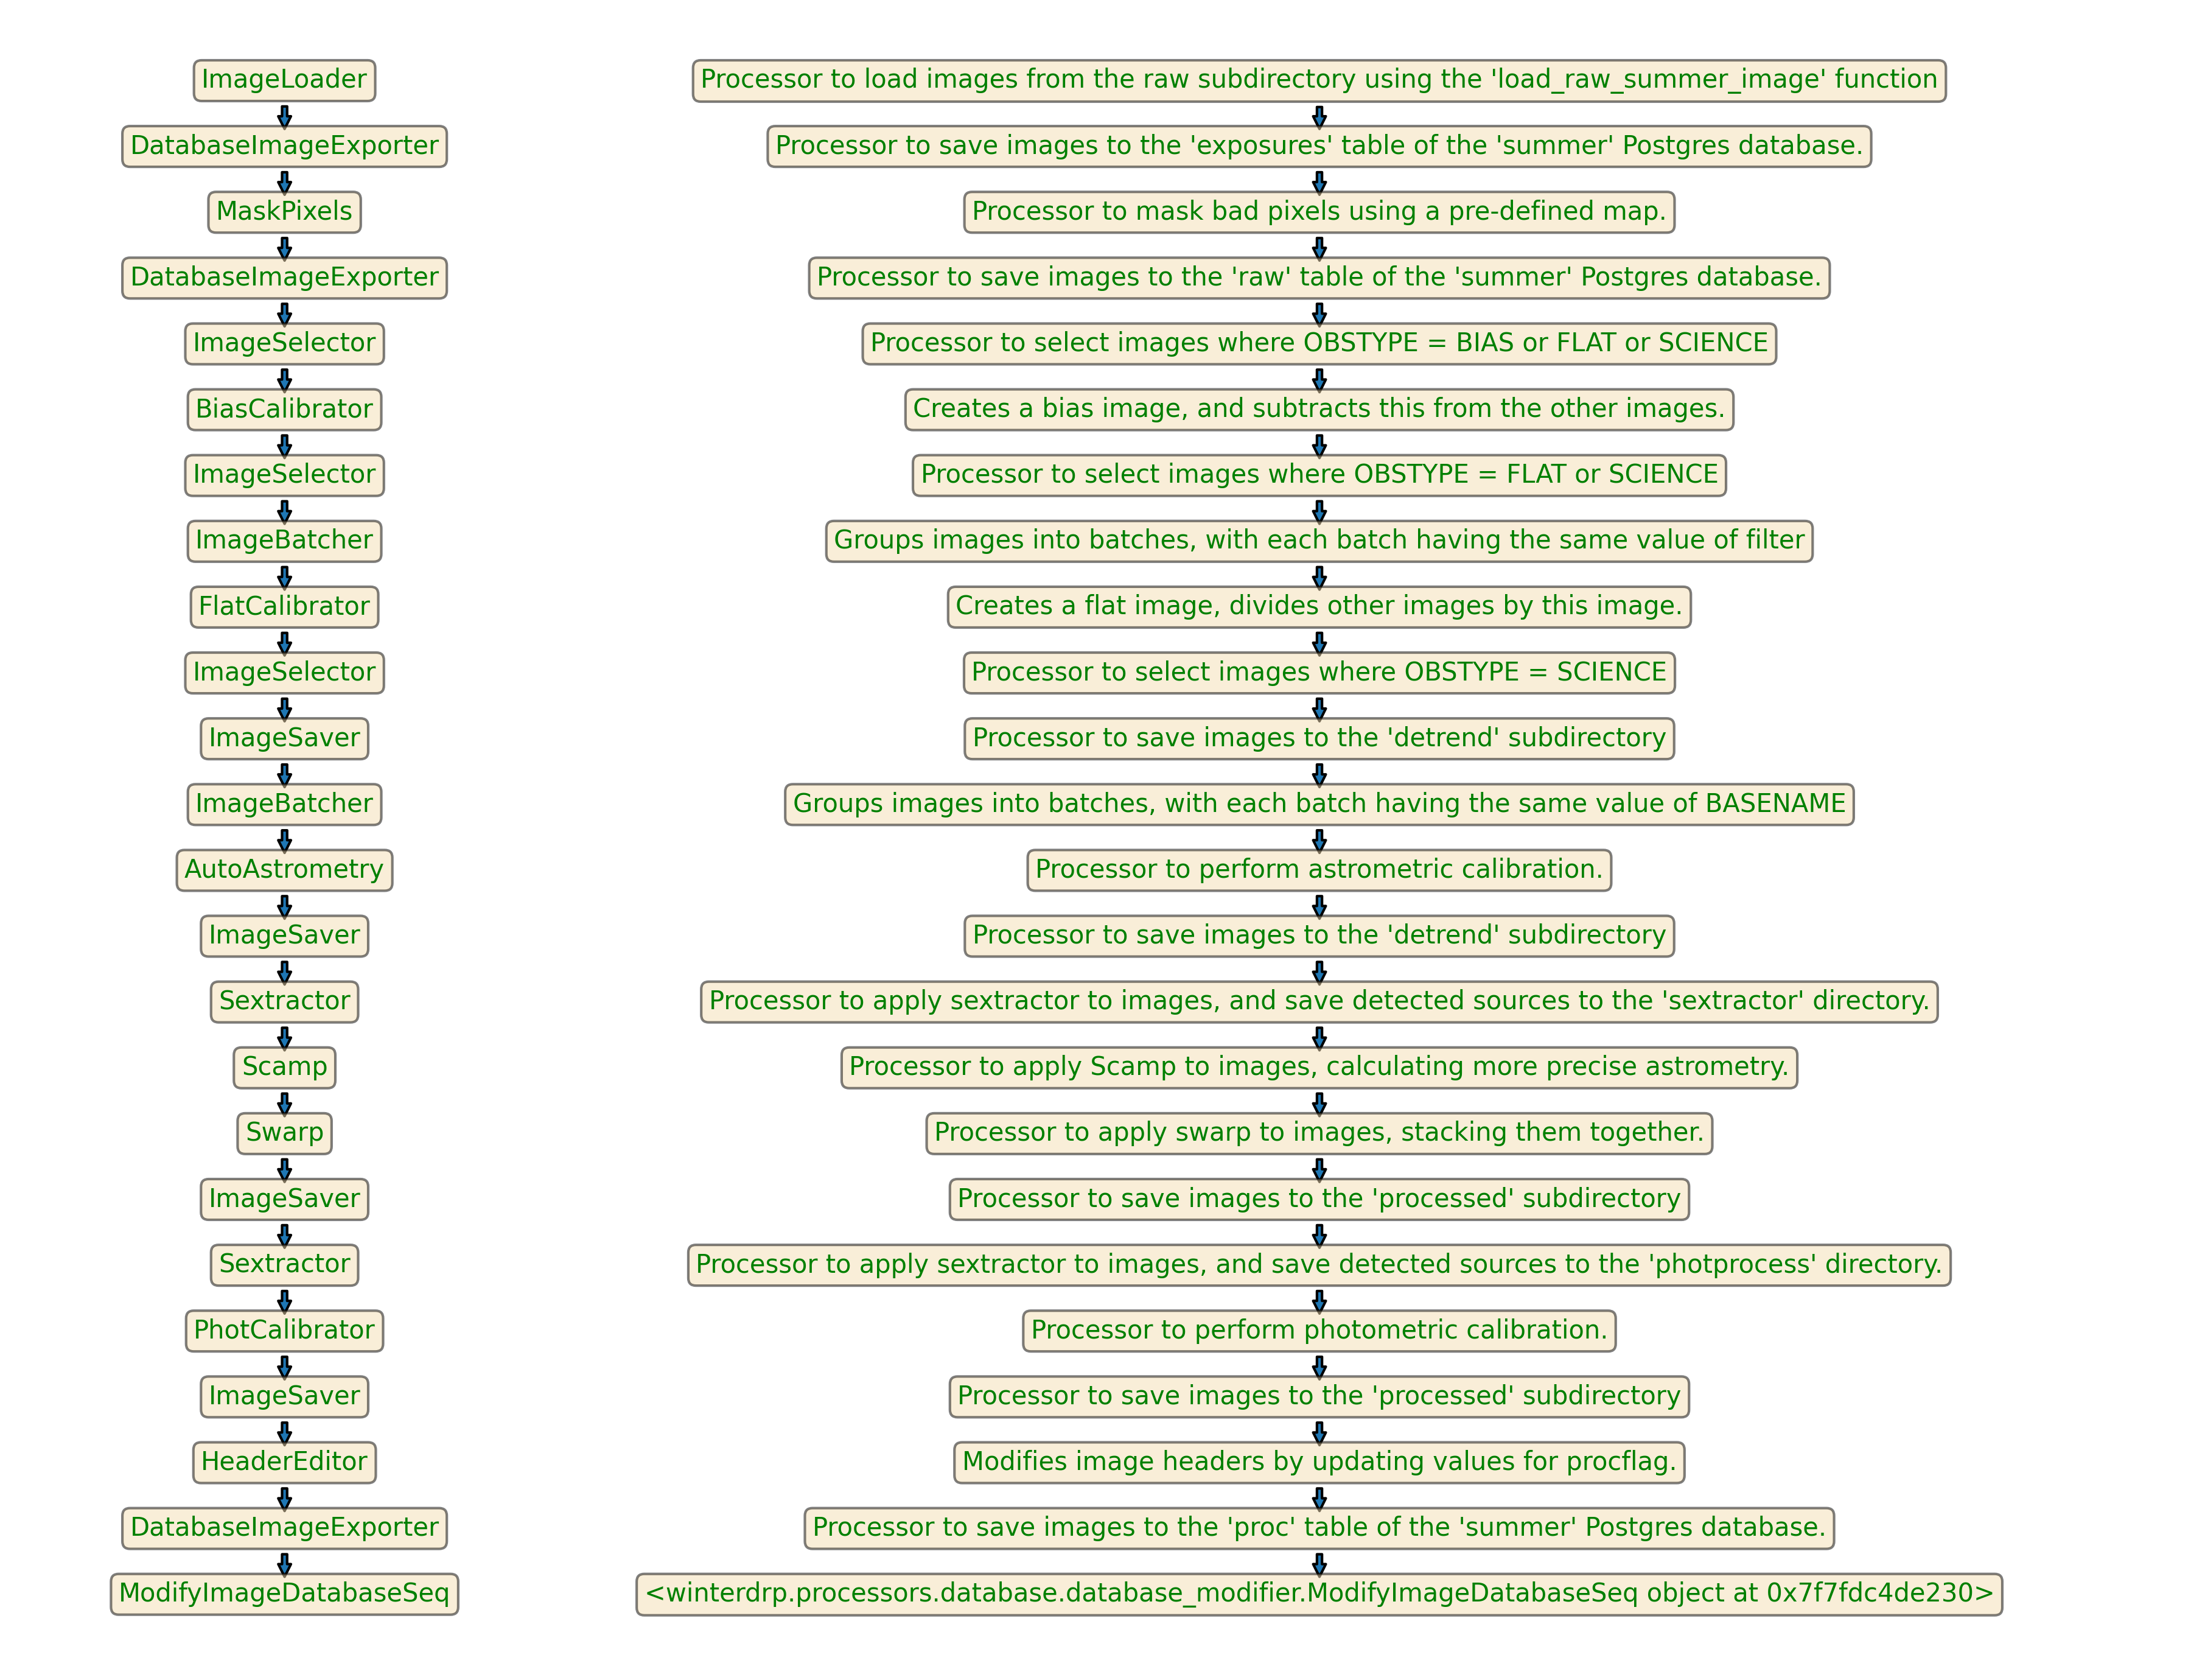 ImageLoader
Processor to load images from the raw subdirectory using the 'load_raw_summer_image' function
DatabaseImageExporter
Processor to save images to the 'exposures' table of the 'summer' Postgres database.
MaskPixels
Processor to mask bad pixels using a pre-defined map.
DatabaseImageExporter
Processor to save images to the 'raw' table of the 'summer' Postgres database.
ImageSelector
Processor to select images where OBSTYPE = BIAS or FLAT or SCIENCE
BiasCalibrator
Creates a bias image, and subtracts this from the other images.
ImageSelector
Processor to select images where OBSTYPE = FLAT or SCIENCE
ImageBatcher
Groups images into batches, with each batch having the same value of filter
FlatCalibrator
Creates a flat image, divides other images by this image.
ImageSelector
Processor to select images where OBSTYPE = SCIENCE
ImageSaver
Processor to save images to the 'detrend' subdirectory
ImageBatcher
Groups images into batches, with each batch having the same value of BASENAME
AutoAstrometry
Processor to perform astrometric calibration.
ImageSaver
Processor to save images to the 'detrend' subdirectory
Sextractor
Processor to apply sextractor to images, and save detected sources to the 'sextractor' directory.
Scamp
Processor to apply Scamp to images, calculating more precise astrometry.
Swarp
Processor to apply swarp to images, stacking them together.
ImageSaver
Processor to save images to the 'processed' subdirectory
Sextractor
Processor to apply sextractor to images, and save detected sources to the 'photprocess' directory.
PhotCalibrator
Processor to perform photometric calibration.
ImageSaver
Processor to save images to the 'processed' subdirectory
HeaderEditor
Modifies image headers by updating values for procflag.
DatabaseImageExporter
Processor to save images to the 'proc' table of the 'summer' Postgres database.
ModifyImageDatabaseSeq
<winterdrp.processors.database.database_modifier.ModifyImageDatabaseSeq object at 0x7f7fdc4de230>